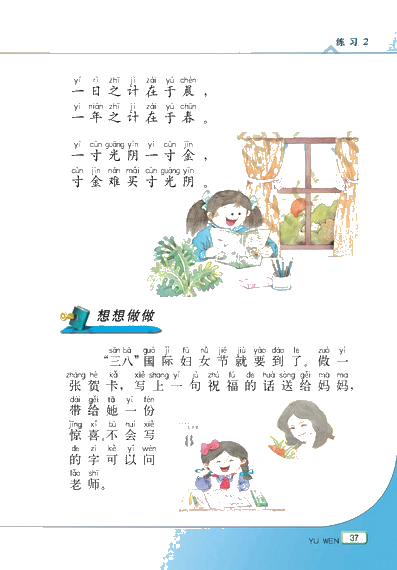 练习 2
yí rì zhī jì zài yú chén
一日之计在于晨，
yì nián zhī jì zài yú chūn
一年之计在于春。
yí cùn guāng yīn yí cùn jīn
一寸光阴一寸金，
cùn jīn nán mǎi cùn guāng yīn
寸金难买寸光阴。
想想做做
sān bā guó jì fù nǚ jié jiù yào dào le zuò yì
“三八”国际妇女节就要到了。做一
zhāng hè kǎ xiě shang yí jù zhù fú de huà sòng gěi mā ma
张贺卡，写上一句祝福的话送给妈妈，
dài gěi tā yí fèn
带给她一份
jīng xǐ bú huì xiě
惊喜。不会写
de zì kě yǐ wèn
的字可以问
lǎo shī
老师。
YU WEN 37